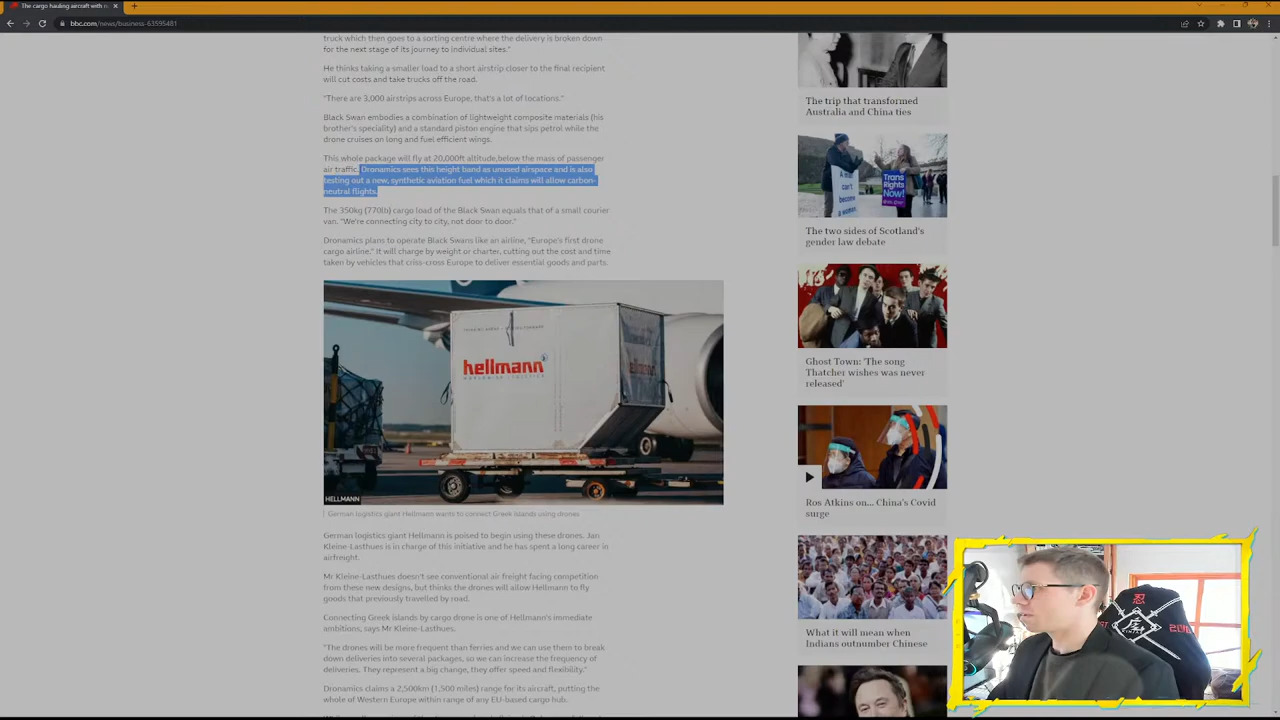 The cargo hauling aircraft with n
bbc.com/news/business-63595481
truck which then goes to a sorting centre where the delivery is broken down
for the next stage of its journey to individual sites."
He thinks taking a smaller load to a short airstrip closer to the final recipient
will cut costs and take trucks off the road.
"There are 3,000 airstrips across Europe, that's a lot of locations."
Black Swan embodies a combination of lightweight composite materials (his
brother's speciality) and a standard piston engine that sips petrol while the
drone cruises on long and fuel efficient wings.
This whole package will fly at 20,000ft altitude,below the mass of passenger
air traffic. Dronamics sees this height band as unused airspace and is also
testing out a new, synthetic aviation fuel which it claims will allow carbon-
neutral flights.
The 350kg (770lb) cargo load of the Black Swan equals that of a small courier
van. "We're connecting city to city, not door to door."
Dronamics plans to operate Black Swans like an airline, "Europe's first drone
cargo airline." It will charge by weight or charter, cutting out the cost and time
taken by vehicles that criss-cross Europe to deliver essential goods and parts.
hellmann
HELLMANN
German logistics giant Hellmann wants to connect Greek islands using drones
German logistics giant Hellmann is poised to begin using these drones. Jan
Kleine-Lasthues is in charge of this initiative and he has spent a long career in
airfreight.
Mr Kleine-Lasthues doesn't see conventional air freight facing competition
from these new designs, but thinks the drones will allow Hellmann to fly
goods that previously travelled by road.
Connecting Greek islands by cargo drone is one of Hellmann's immediate
ambitions, says Mr Kleine-Lasthues.
"The drones will be more frequent than ferries and we can use them to break
down deliveries into several packages, so we can increase the frequency of
deliveries. They represent a big change, they offer speed and flexibility."
Dronamics claims a 2,500km (1,500 miles) range for its aircraft, putting the
whole of Western Europe within range of any EU-based cargo hub.
The trip that transformed
Australia and China ties
Trans
Rights
Now!
The two sides of Scotland's
gender law debate
Ghost Town: 'The song
Thatcher wishes was never
released'
Ros Atkins on... China's Covid
surge
What it will mean when
Indians outnumber Chinese
忍